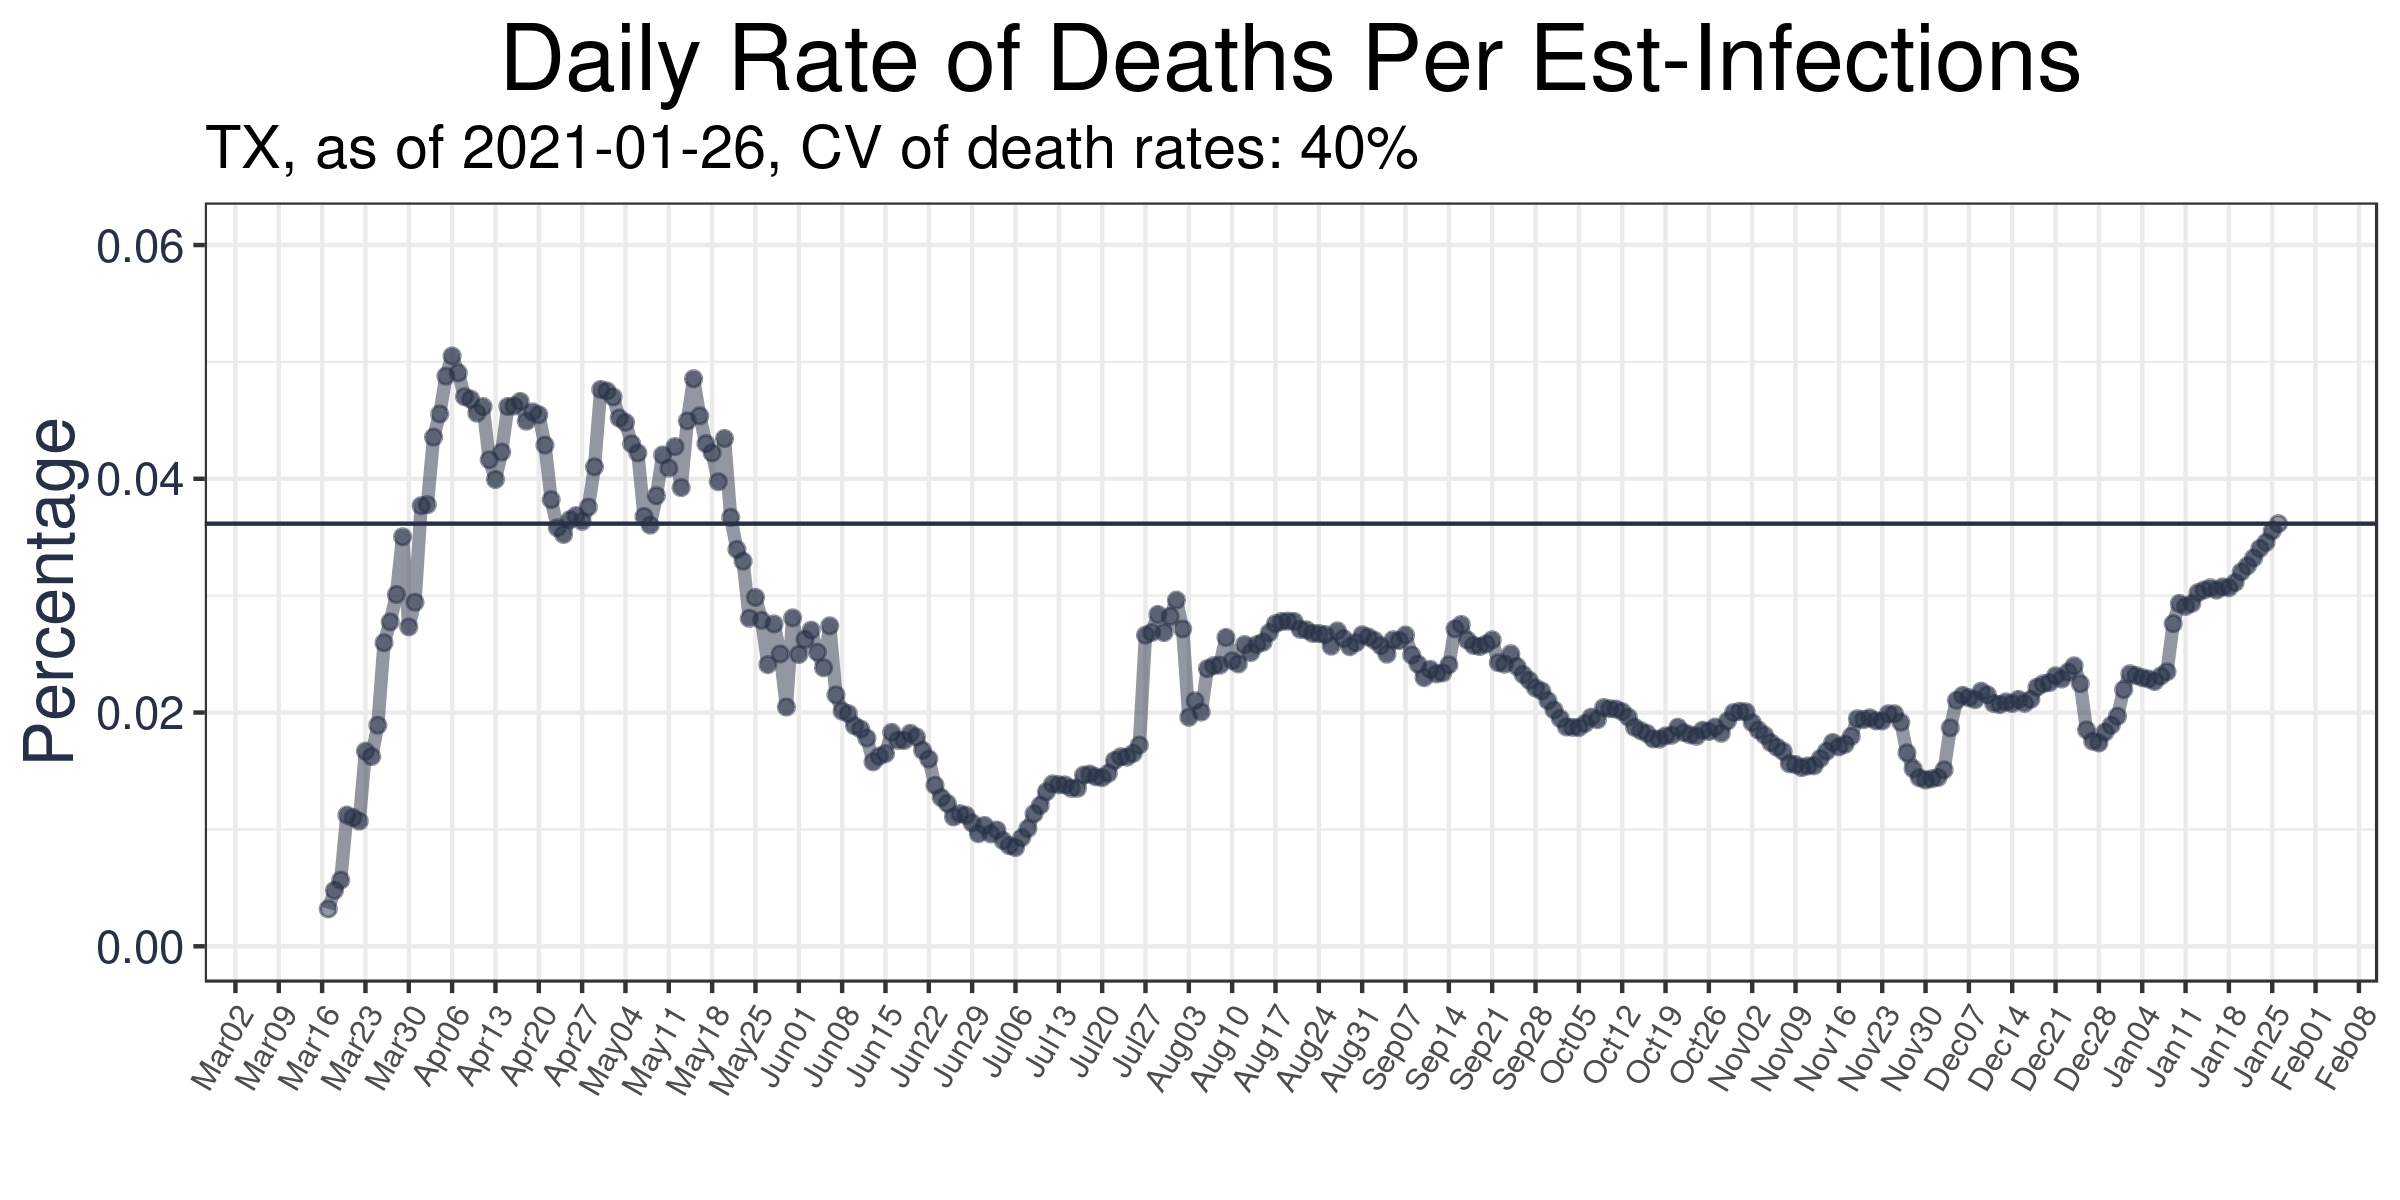 Daily Rate of Deaths Per Est-Infections
TX, as of 2021-01-26, CV of death rates: 40%
Percentage
0.06
0.04
0.02
0.00
Mar02
Mar09
Mar16
Mar23
Mar30
Apr06
Apr13
Apr20
Apr27
May04
May11
May18
May25
Jun01
Jun08
Jun15
Jun22
Jun29
Jul06
Jul13
Jul20
Jul27
Aug03
Aug10
Aug17
Aug24
Aug31
Sep07
Sep14
Sep21
Sep28
Oct05
Oct12
Oct19
Oct26
Nov02
Nov09
Nov16
Nov23
Nov30
Dec07
Dec14
Dec21
Dec28
Jan04
Jan11
Jan18
Jan25
Feb01
Feb08